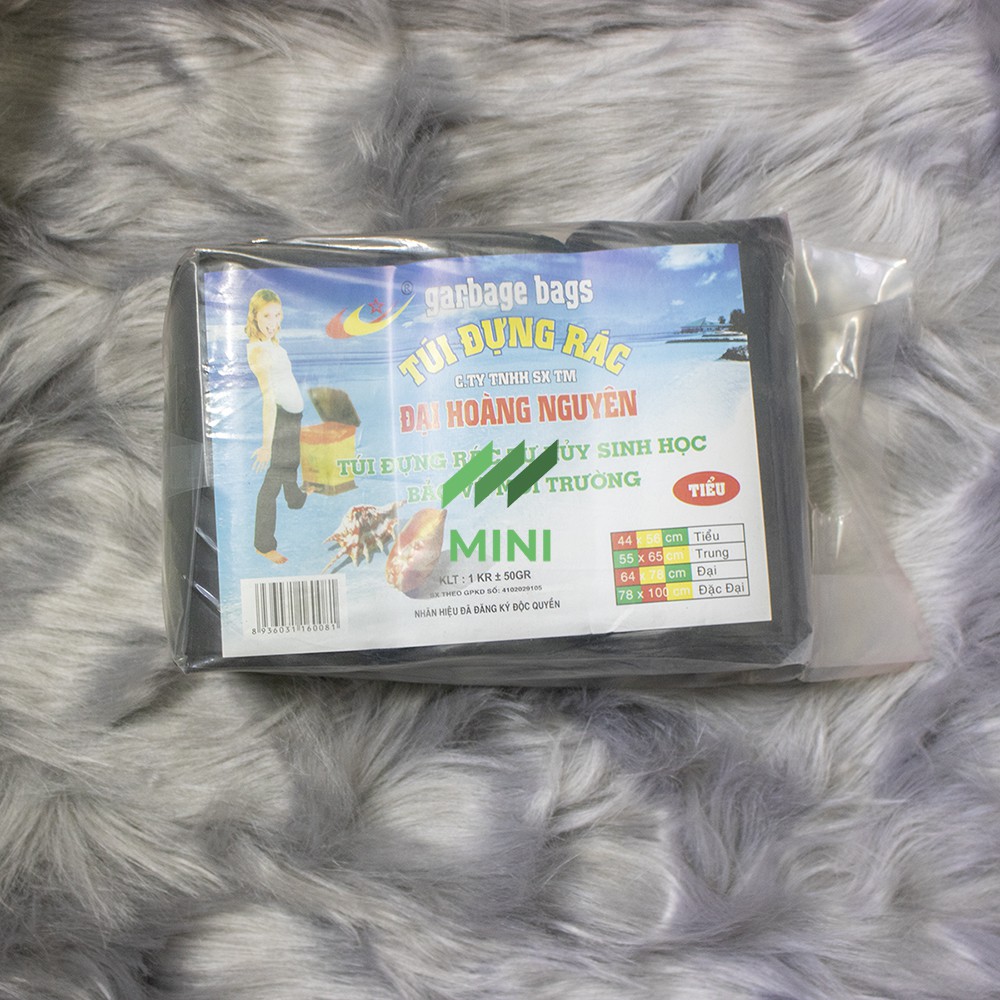 ®
garbage bags
TÚI ĐỰNG RÁC
C.TY TNHH SX TM
ĐẠI HOÀNG NGUYÊN
TÚI ĐỰNG RÁC HỦY SINH HỌC
BẢO VỆ MÔI TRƯỜNG
TIỂU
MINI
44 x 56 cm Tiểu
55 x 65 cm Trung
64 x 78 cm Đại
78 x 100 cm Đặc Đại
KLT : 1 KR ± 50GR
SX THEO GPKD SỐ: 4102029105
NHÃN HIỆU ĐÃ ĐĂNG KÝ ĐỘC QUYỀN
8 936031 160081